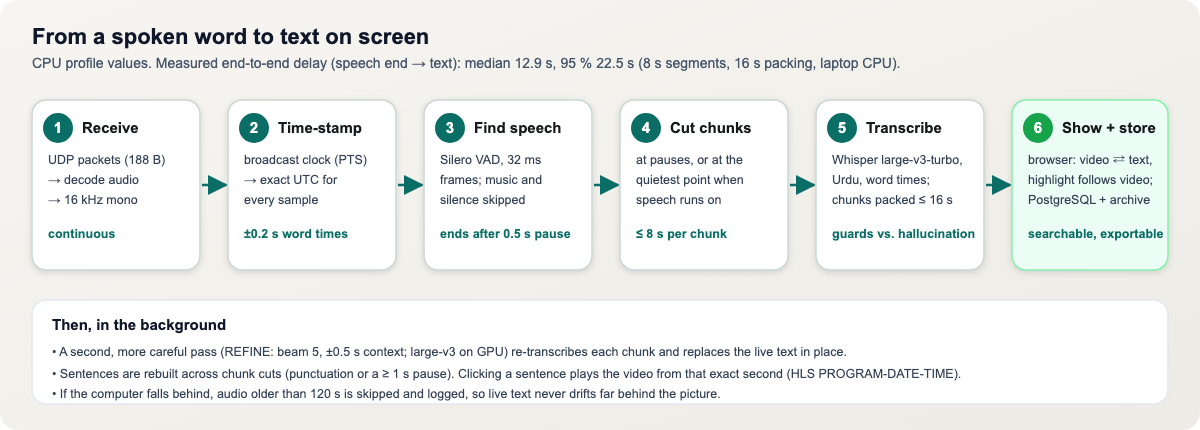 From a spoken word to text on screen
CPU profile values. Measured end-to-end delay (speech end → text): median 12.9 s, 95 % 22.5 s (8 s segments, 16 s packing, laptop CPU).
1 Receive
UDP packets (188 B)
→ decode audio
→ 16 kHz mono
continuous
2 Time-stamp
broadcast clock (PTS)
→ exact UTC for
every sample
±0.2 s word times
3 Find speech
Silero VAD, 32 ms
frames; music and
silence skipped
ends after 0.5 s pause
4 Cut chunks
at pauses, or at the
quietest point when
speech runs on
≤ 8 s per chunk
5 Transcribe
Whisper large-v3-turbo,
Urdu, word times;
chunks packed ≤ 16 s
guards vs. hallucination
6 Show + store
browser: video ⇄ text,
highlight follows video;
PostgreSQL + archive
searchable, exportable
Then, in the background
• A second, more careful pass (REFINE: beam 5, ±0.5 s context; large-v3 on GPU) re-transcribes each chunk and replaces the live text in place.
• Sentences are rebuilt across chunk cuts (punctuation or a ≥ 1 s pause). Clicking a sentence plays the video from that exact second (HLS PROGRAM-DATE-TIME).
• If the computer falls behind, audio older than 120 s is skipped and logged, so live text never drifts far behind the picture.